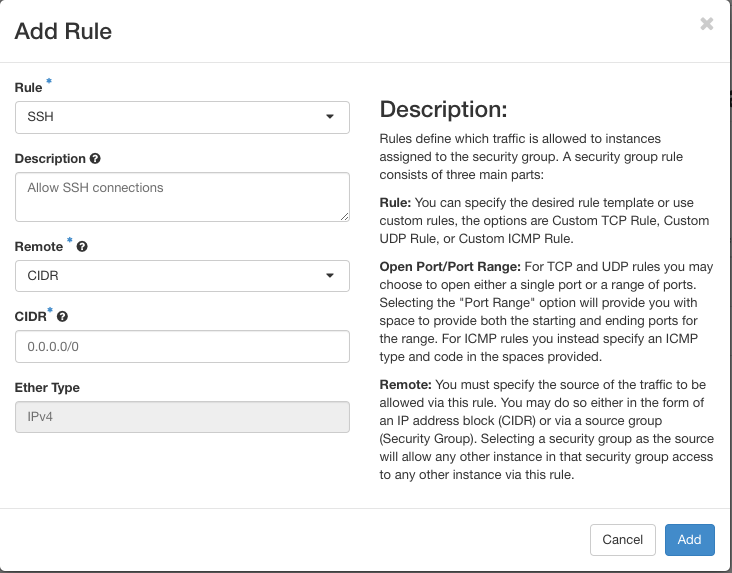 Add Rule
×
Rule *
SSH
Description ?
Allow SSH connections
Remote * ?
CIDR
CIDR * ?
0.0.0.0/0
Ether Type
IPv4
Description:
Rules define which traffic is allowed to instances
assigned to the security group. A security group rule
consists of three main parts:
Rule: You can specify the desired rule template or use
custom rules, the options are Custom TCP Rule, Custom
UDP Rule, or Custom ICMP Rule.
Open Port/Port Range: For TCP and UDP rules you may
choose to open either a single port or a range of ports.
Selecting the "Port Range" option will provide you with
space to provide both the starting and ending ports for
the range. For ICMP rules you instead specify an ICMP
type and code in the spaces provided.
Remote: You must specify the source of the traffic to be
allowed via this rule. You may do so either in the form of
an IP address block (CIDR) or via a source group
(Security Group). Selecting a security group as the source
will allow any other instance in that security group access
to any other instance via this rule.
Cancel
Add